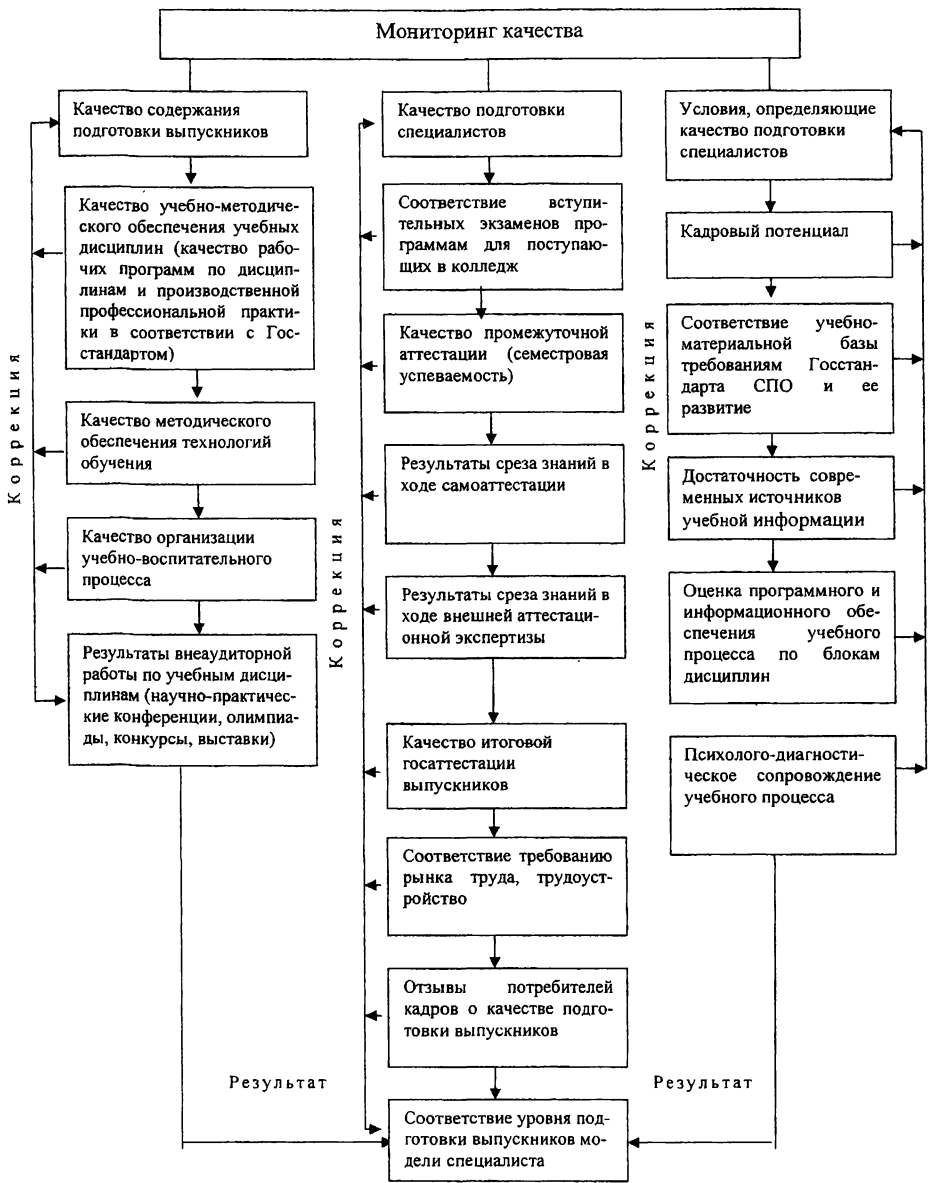 Мониторинг качества
Качество содержания
подготовки выпускников
Качество учебно-методиче-
ского обеспечения учебных
дисциплин (качество рабо-
чих программ по дисцип-
линам и производственной
профессиональной практи-
ки в соответствии с Гос-
стандартом)
Качество методического
обеспечения технологий
обучения
Качество организации
учебно-воспитательного
процесса
Результаты внеаудиторной
работы по учебным дисци-
плинам (научно-практиче-
ские конференции, олимпиа-
ды, конкурсы, выставки)
Коррекция
Качество подготовки
специалистов
Соответствие вступи-
тельных экзаменов про-
граммам для поступаю-
щих в колледж
Качество промежуточной
аттестации (семестровая
успеваемость)
Результаты среза знаний в
ходе самоаттестации
Результаты среза знаний в
ходе внешней аттестаци-
онной экспертизы
Качество итоговой
госаттестации
выпускников
Соответствие требованию
рынка труда, трудоуст-
ройство
Отзывы потребителей
кадров о качестве подго-
товки выпускников
Коррекция
Условия, определяющие
качество подготовки
специалистов
Кадровый потенциал
Соответствие учебно-
материальной базы
требованиям Госстан-
дарта СПО и ее
развитие
Достаточность совре-
менных источников
учебной информации
Оценка программного и
информационного обе-
спечения учебного
процесса по блокам
дисциплин
Психолого-диагности-
ческое сопровождение
учебного процесса
Коррекция
Результат
Результат
Соответствие уровня под-
готовки выпускников мо-
дели специалиста